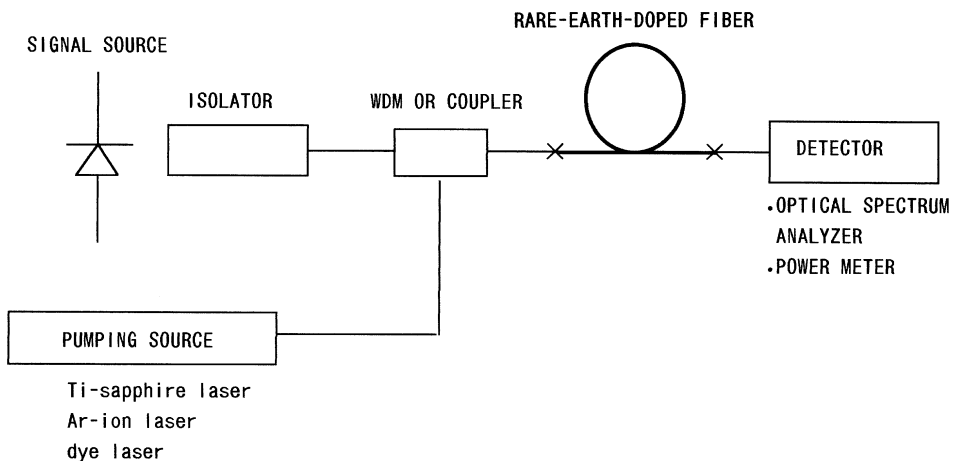 RARE-EARTH-DOPED FIBER
SIGNAL SOURCE
ISOLATOR
WDM OR COUPLER
DETECTOR
•OPTICAL SPECTRUM
ANALYZER
•POWER METER
PUMPING SOURCE
Ti-sapphire laser
Ar-ion laser
dye laser